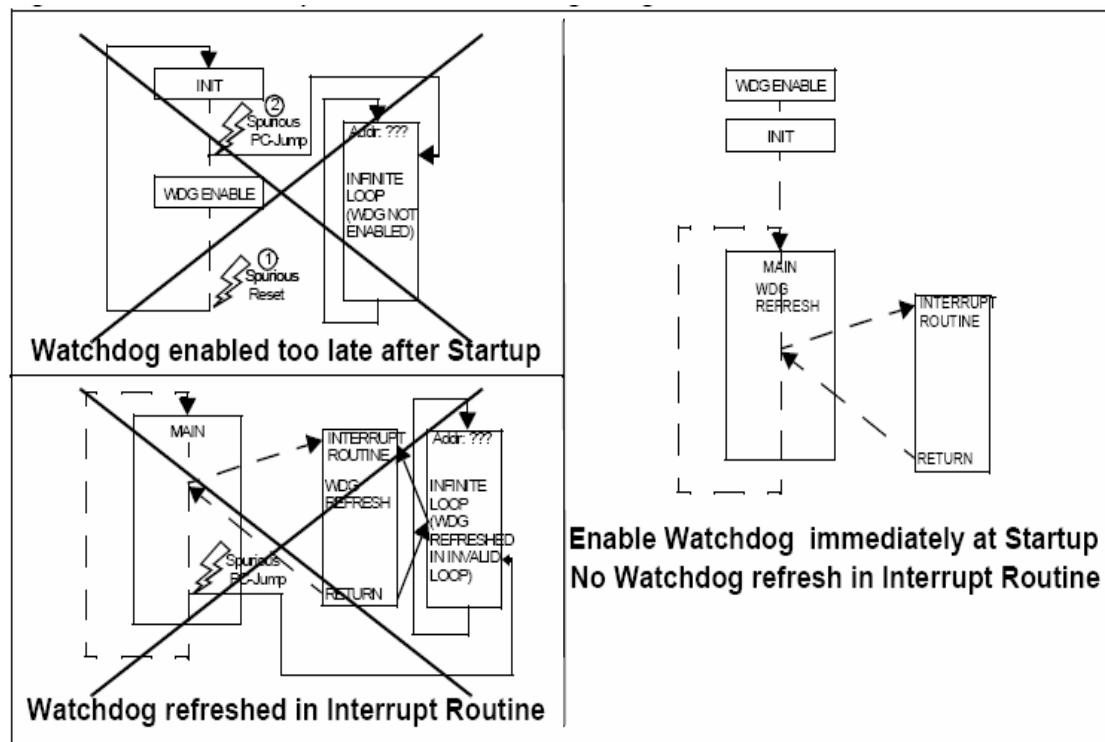 INIT
②
Spurious
PC-Jump
WDG ENABLE
①
Spurious
Reset
Addr: ???
INFINITE
LOOP
(WDG NOT
ENABLED)
Watchdog enabled too late after Startup
MAIN
Spurious
PC-Jump
INTERRUPT
ROUTINE
WDG
REFRESH
RETURN
Addr: ???
INFINITE
LOOP
(WDG
REFRESHED
IN INVALID
LOOP)
Watchdog refreshed in Interrupt Routine
WDG ENABLE
INIT
MAIN
WDG
REFRESH
INTERRUPT
ROUTINE
RETURN
Enable Watchdog immediately at Startup
No Watchdog refresh in Interrupt Routine